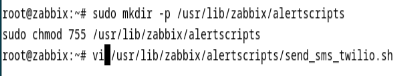 root@zabbix:~# sudo mkdir -p /usr/lib/zabbix/alertscripts
sudo chmod 755 /usr/lib/zabbix/alertscripts
root@zabbix:~# vi /usr/lib/zabbix/alertscripts/send_sms_twilio.sh